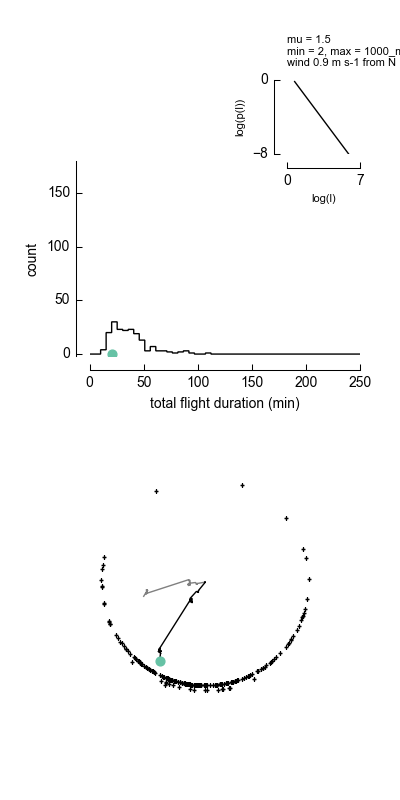 mu = 1.5
min = 2, max = 1000_
wind 0.9 m s-1 from N
0
log(p(l))
−8
0 7
log(l)
150
100
50
0
count
0 50 100 150 200 250
total flight duration (min)